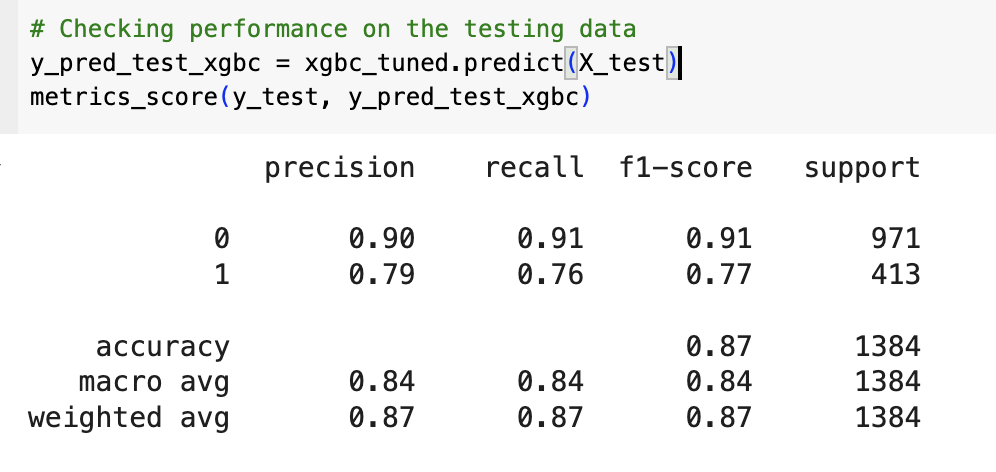 # Checking performance on the testing data
y_pred_test_xgbc = xgbc_tuned.predict(X_test)
metrics_score(y_test, y_pred_test_xgbc)
precision recall f1-score support
0 0.90 0.91 0.91 971
1 0.79 0.76 0.77 413
accuracy 0.87 1384
macro avg 0.84 0.84 0.84 1384
weighted avg 0.87 0.87 0.87 1384